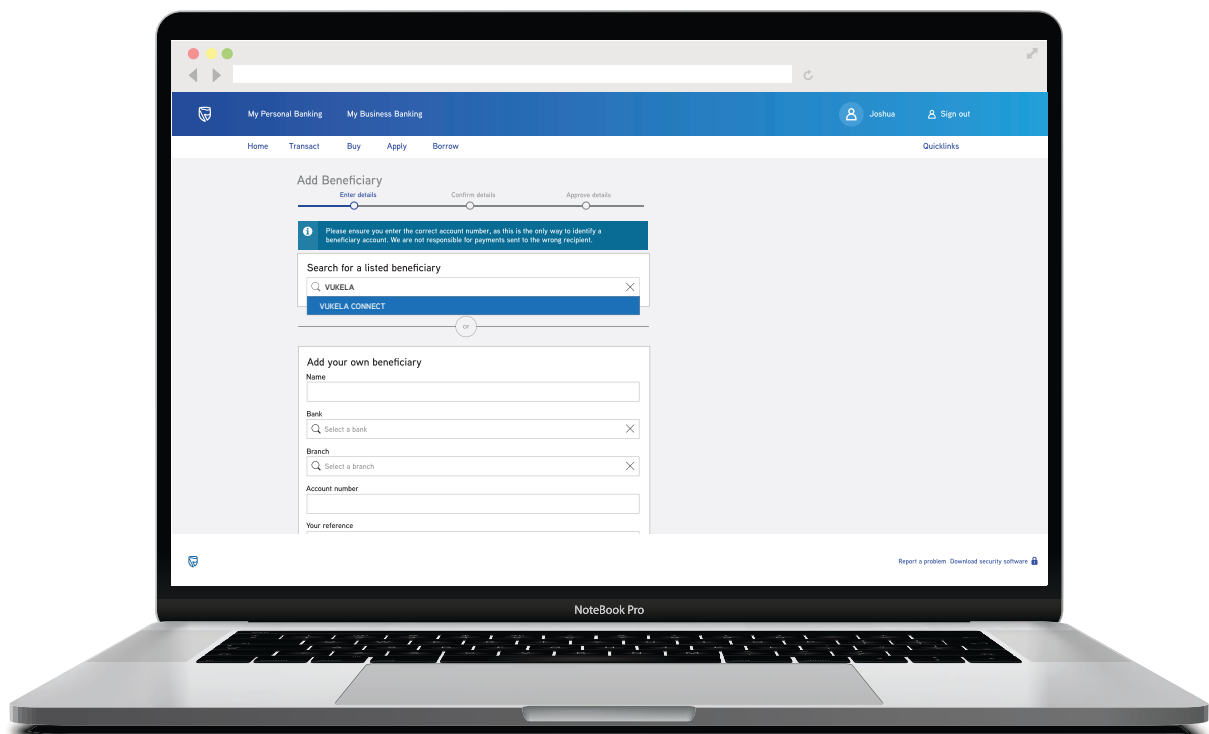 My Personal Banking My Business Banking Joshua Sign out
Home Transact Buy Apply Borrow Quicklinks
Add Beneficiary
Enter details Confirm details Approve details
Please ensure you enter the correct account number, as this is the only way to identify a
beneficiary account. We are not responsible for payments sent to the wrong recipient.
Search for a listed beneficiary
VUKELA
VUKELA CONNECT
or
Add your own beneficiary
Name
Bank
Select a bank
Branch
Select a branch
Account number
Your reference
Report a problem Download security software
NoteBook Pro